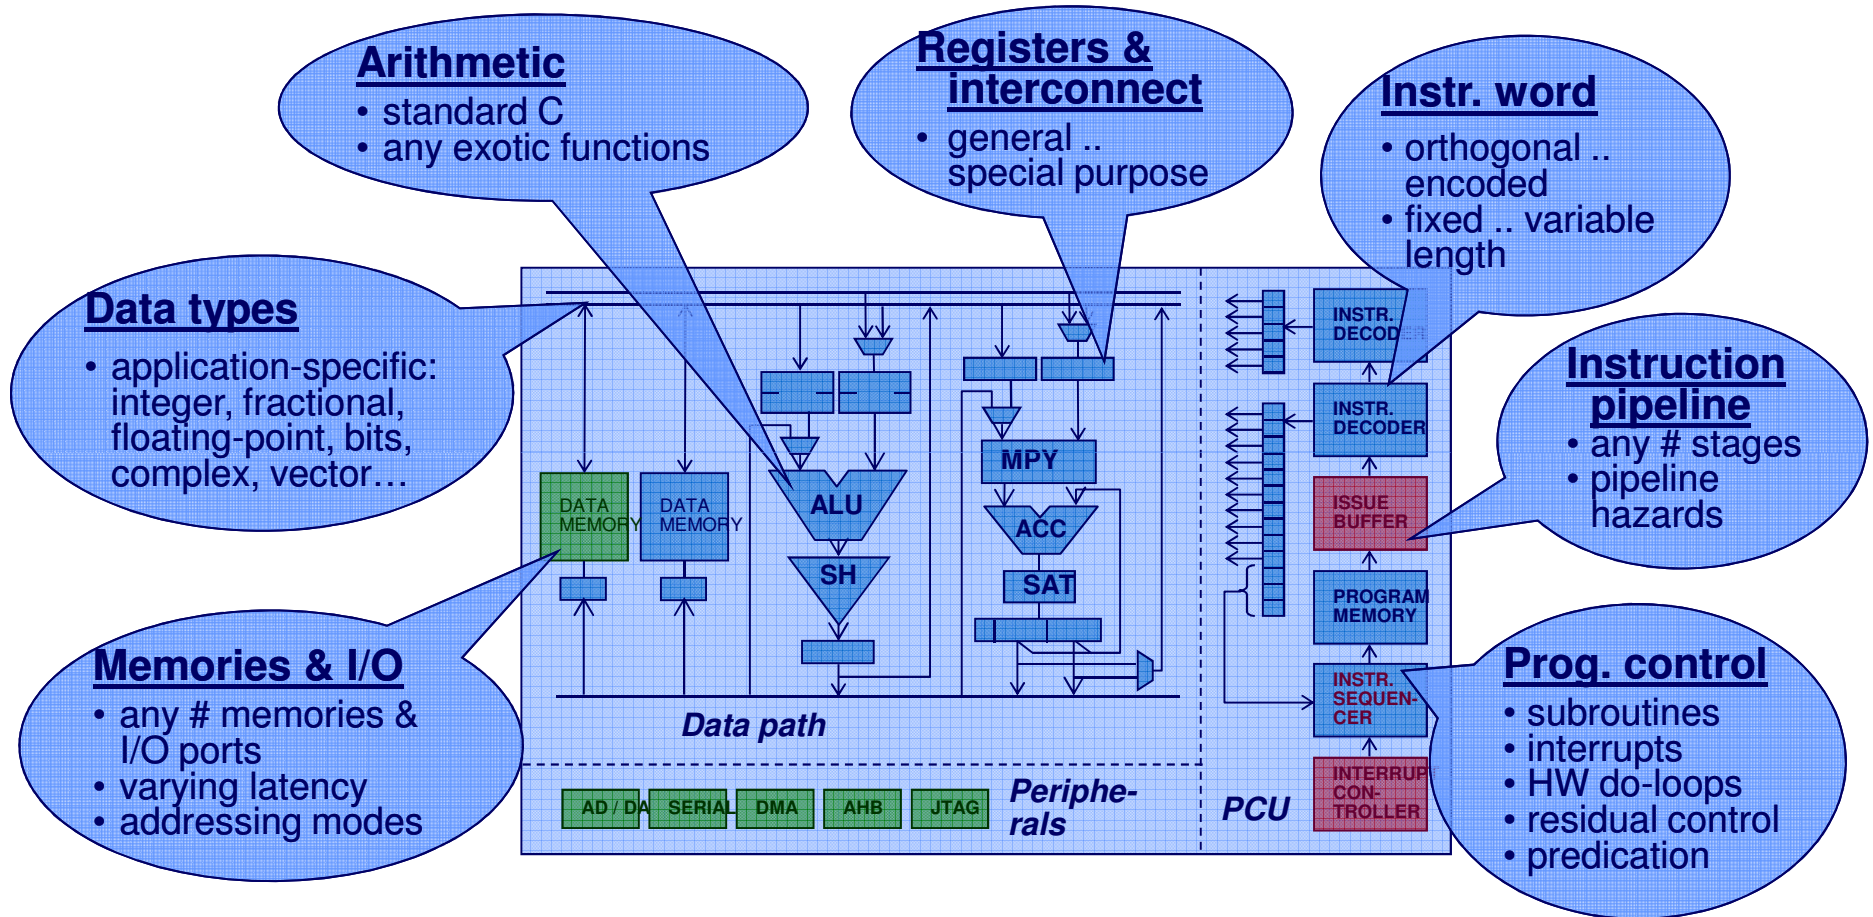 Arithmetic
• standard C
• any exotic functions
Registers &
interconnect
• general ..
special purpose
Instr. word
• orthogonal ..
encoded
• fixed .. variable
length
Data types
• application-specific:
integer, fractional,
floating-point, bits,
complex, vector...
Instruction
pipeline
• any # stages
• pipeline
hazards
Memories & I/O
• any # memories &
I/O ports
• varying latency
• addressing modes
Prog. control
• subroutines
• interrupts
• HW do-loops
• residual control
• predication
DATA
MEMORY
DATA
MEMORY
ALU
SH
MPY
ACC
SAT
Data path
INSTR.
DECODER
INSTR.
DECODER
ISSUE
BUFFER
PROGRAM
MEMORY
INSTR.
SEQUEN-
CER
INTERRUPT
CON-
TROLLER
AD / DA
SERIAL
DMA
AHB
JTAG
Periphe-
rals
PCU